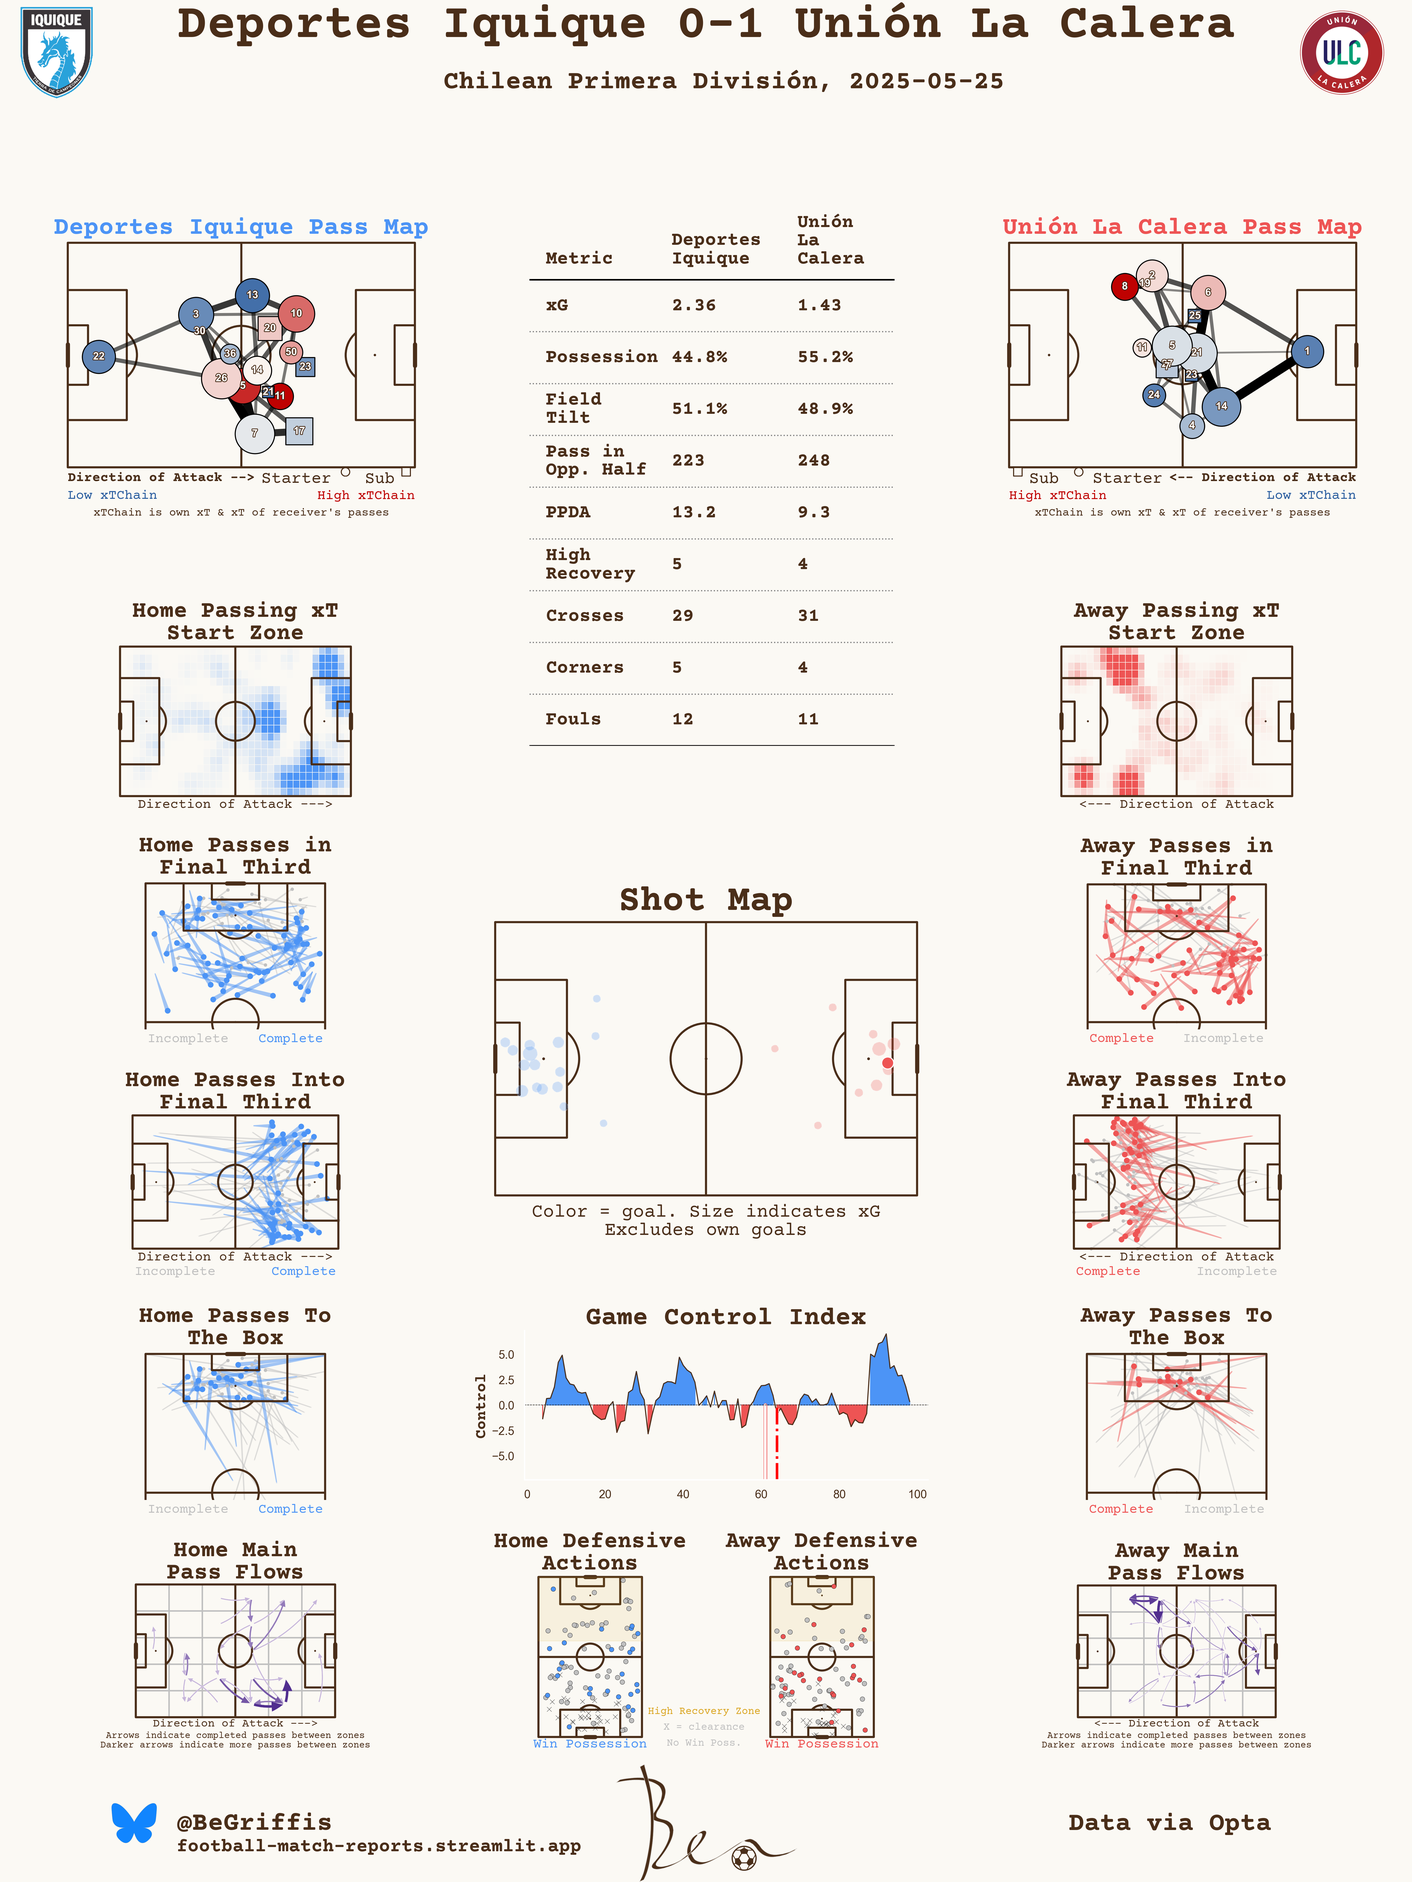 Deportes Iquique 0-1 Unión La Calera
Chilean Primera División, 2025-05-25
IQUIQUE
UNIÓN
ULC
LA CALERA
Deportes Iquique Pass Map
22
3
30
13
10
20
36
50
23
14
26
5
21
11
7
17
Direction of Attack --> Starter Sub
Low xTChain High xTChain
xTChain is own xT & xT of receiver's passes
Metric Deportes Iquique Unión La Calera
xG 2.36 1.43
Possession 44.8% 55.2%
Field Tilt 51.1% 48.9%
Pass in Opp. Half 223 248
PPDA 13.2 9.3
High Recovery 5 4
Crosses 29 31
Corners 5 4
Fouls 12 11
Unión La Calera Pass Map
8
19
2
6
25
11
5
21
1
23
24
14
4
Sub Starter <-- Direction of Attack
High xTChain Low xTChain
xTChain is own xT & xT of receiver's passes
Home Passing xT
Start Zone
Direction of Attack --->
Away Passing xT
Start Zone
<--- Direction of Attack
Home Passes in
Final Third
Incomplete Complete
Away Passes in
Final Third
Complete Incomplete
Shot Map
Color = goal. Size indicates xG
Excludes own goals
Home Passes Into
Final Third
Direction of Attack --->
Incomplete Complete
Away Passes Into
Final Third
<--- Direction of Attack
Complete Incomplete
Home Passes To
The Box
Incomplete Complete
Game Control Index
Control
5.0
2.5
0.0
−2.5
−5.0
0 20 40 60 80 100
Away Passes To
The Box
Complete Incomplete
Home Main
Pass Flows
Direction of Attack --->
Arrows indicate completed passes between zones
Darker arrows indicate more passes between zones
Home Defensive
Actions
Win Possession
Away Defensive
Actions
Win Possession
High Recovery Zone
X = clearance
No Win Poss.
Away Main
Pass Flows
<--- Direction of Attack
Arrows indicate completed passes between zones
Darker arrows indicate more passes between zones
@BeGriffis
football-match-reports.streamlit.app
Ben
Data via Opta